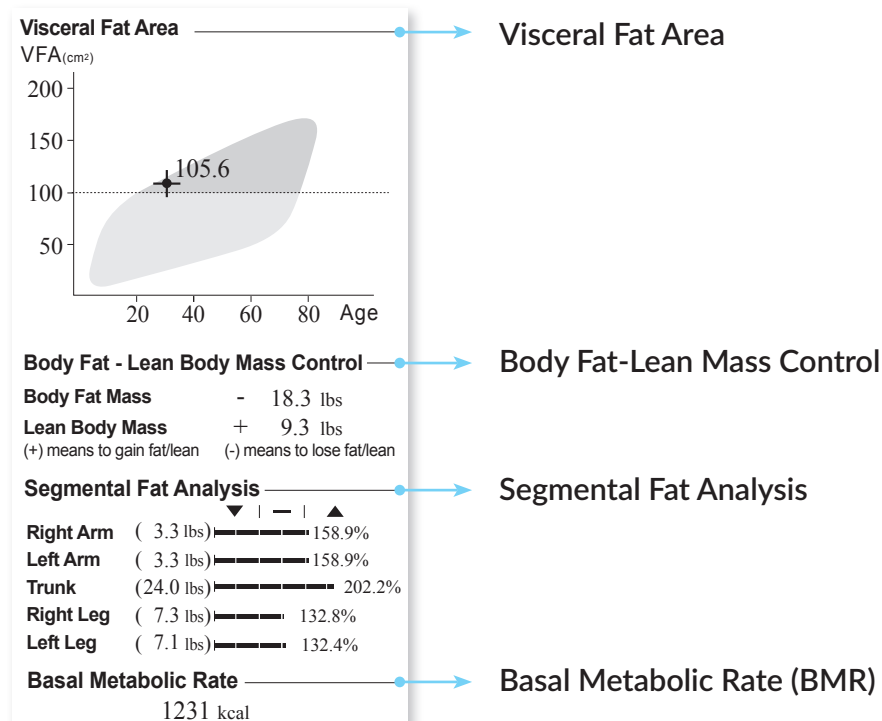 Visceral Fat Area
Visceral Fat Area
VFA(cm²)
200
150
105.6
100
50
20 40 60 80 Age
Body Fat - Lean Body Mass Control
Body Fat-Lean Mass Control
Body Fat Mass - 18.3 lbs
Lean Body Mass + 9.3 lbs
(+) means to gain fat/lean (-) means to lose fat/lean
Segmental Fat Analysis
Segmental Fat Analysis
Right Arm ( 3.3 lbs) 158.9%
Left Arm ( 3.3 lbs) 158.9%
Trunk (24.0 lbs) 202.2%
Right Leg ( 7.3 lbs) 132.8%
Left Leg ( 7.1 lbs) 132.4%
Basal Metabolic Rate
Basal Metabolic Rate (BMR)
1231 kcal